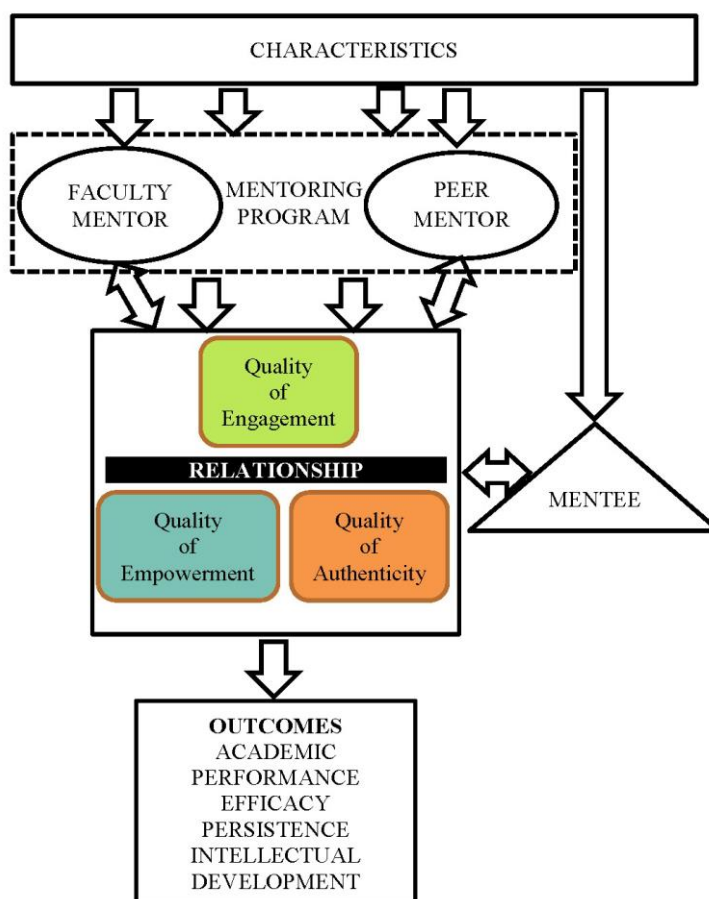 CHARACTERISTICS
FACULTY
MENTOR
MENTORING
PROGRAM
PEER
MENTOR
Quality
of
Engagement
RELATIONSHIP
Quality
of
Empowerment
Quality
of
Authenticity
MENTEE
OUTCOMES
ACADEMIC
PERFORMANCE
EFFICACY
PERSISTENCE
INTELLECTUAL
DEVELOPMENT